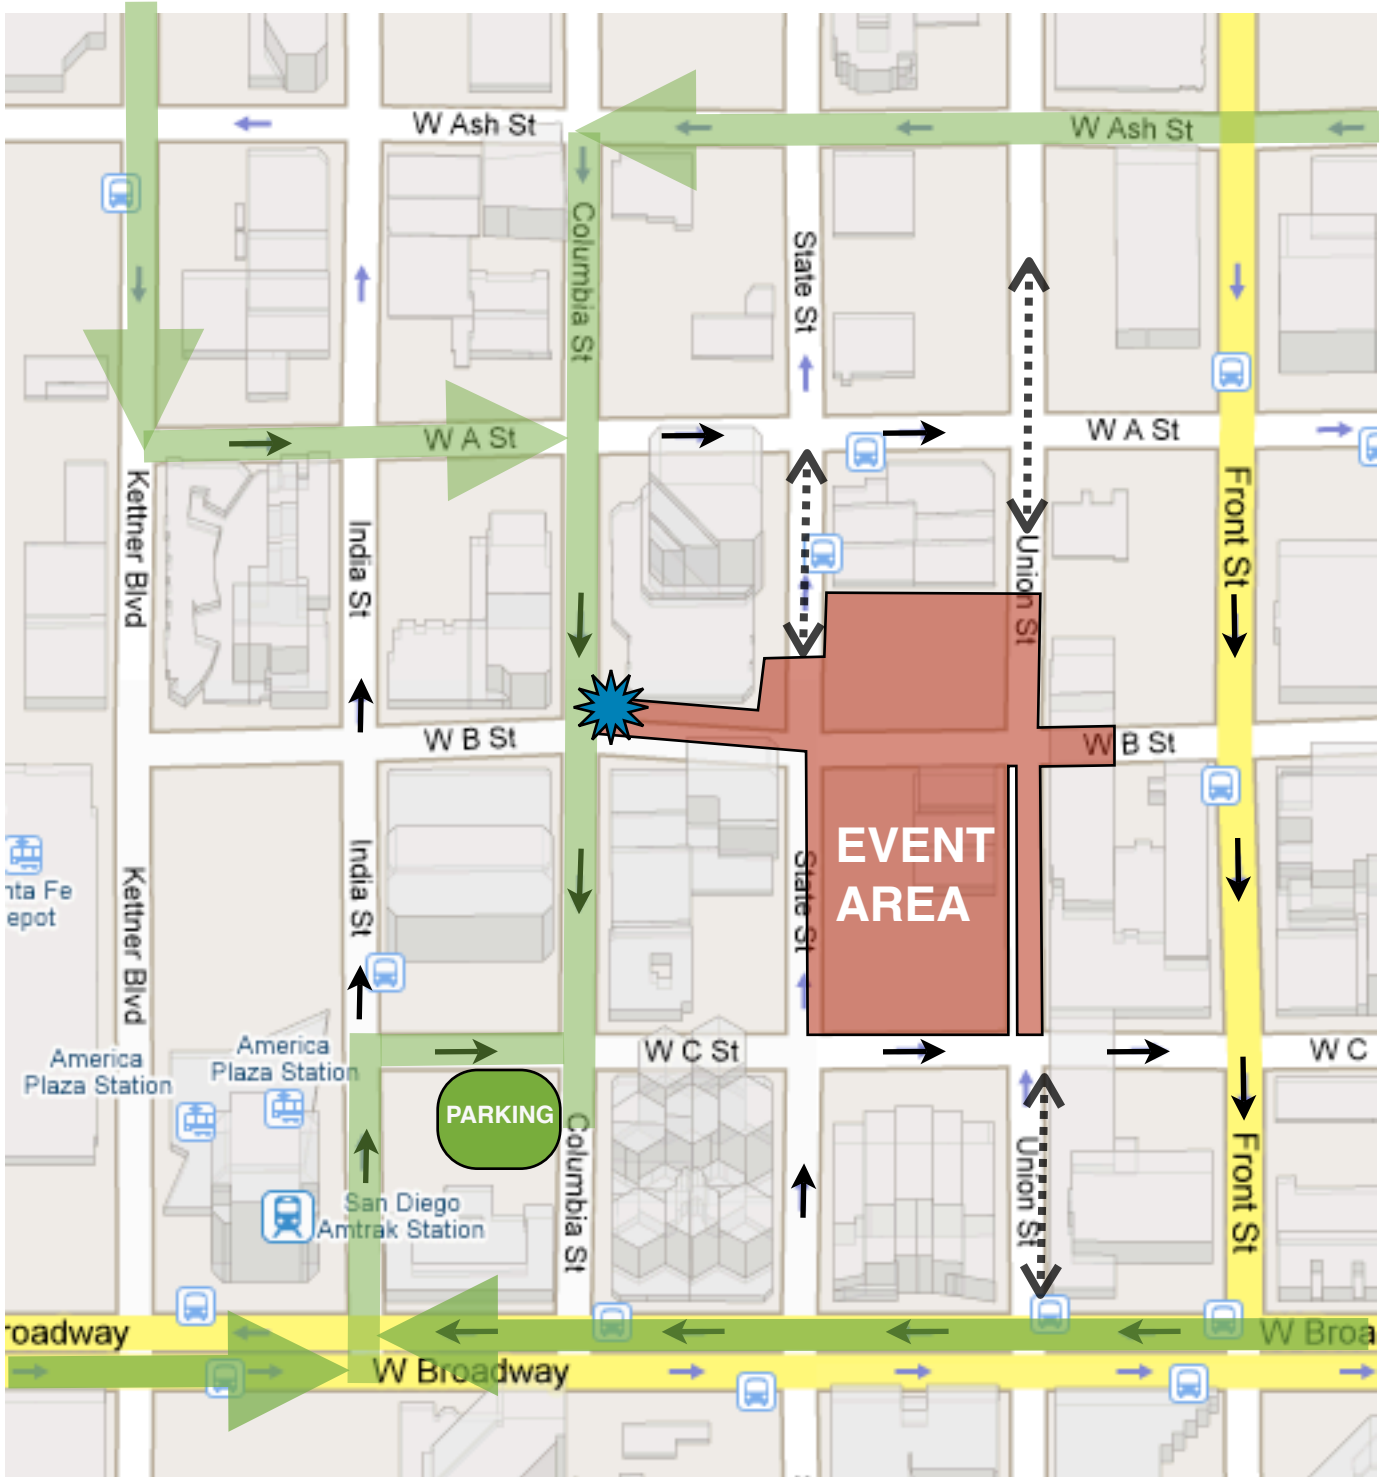 W Ash St
W Ash St
Columbia St
State St
W A St
W A St
Kettner Blvd
India St
Union St
Front St
W B St
W B St
EVENT
AREA
State St
India St
Kettner Blvd
nta Fe
epot
W C St
W C
America
Plaza Station
America
Plaza Station
PARKING
Columbia St
Union St
Front St
San Diego
Amtrak Station
roadway
W Broa
W Broadway